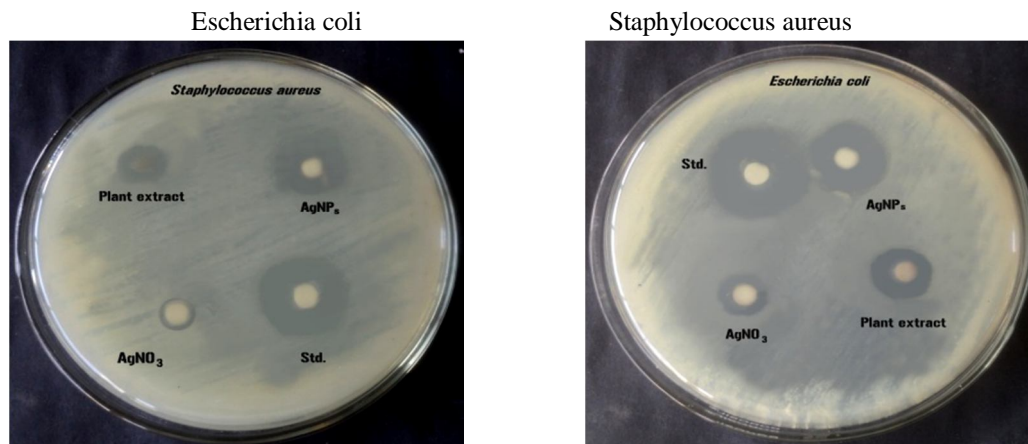 Escherichia coli
Staphylococcus aureus
Staphylococcus aureus
Plant extract
AgNPs
AgNO3
Std.
Escherichia coli
Std.
AgNPs
AgNO3
Plant extract